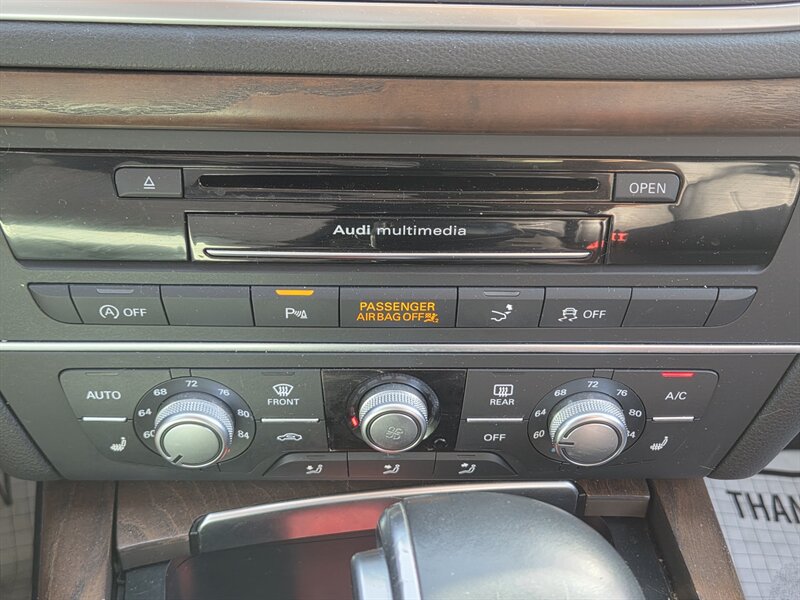 OPEN
Audi multimedia
A OFF
P
PASSENGER
AIRBAG OFF
OFF
AUTO
60 64 68 72 76 80 84
FRONT
REAR
OFF
60 64 68 72 76 80 84
A/C
THAN